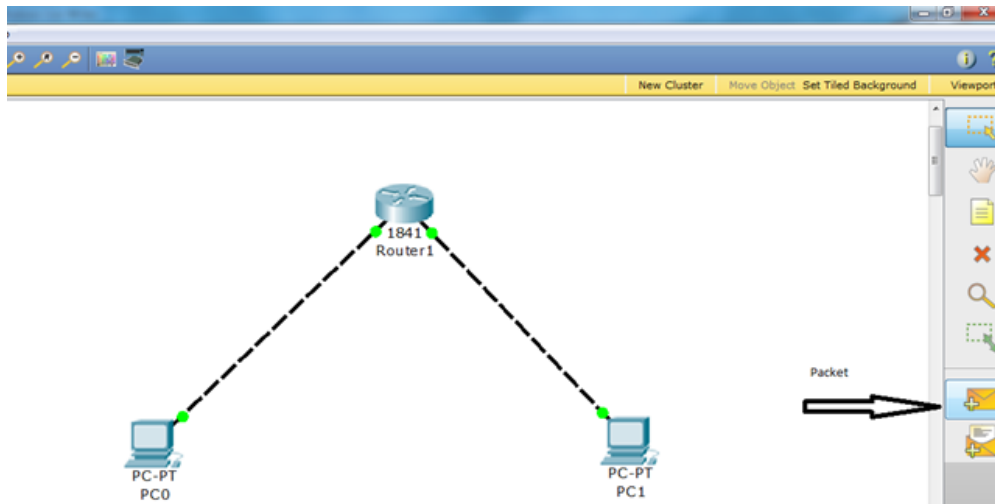 New Cluster Move Object Set Tiled Background Viewport
1841
Router1
Packet
PC-PT
PC0
PC-PT
PC1